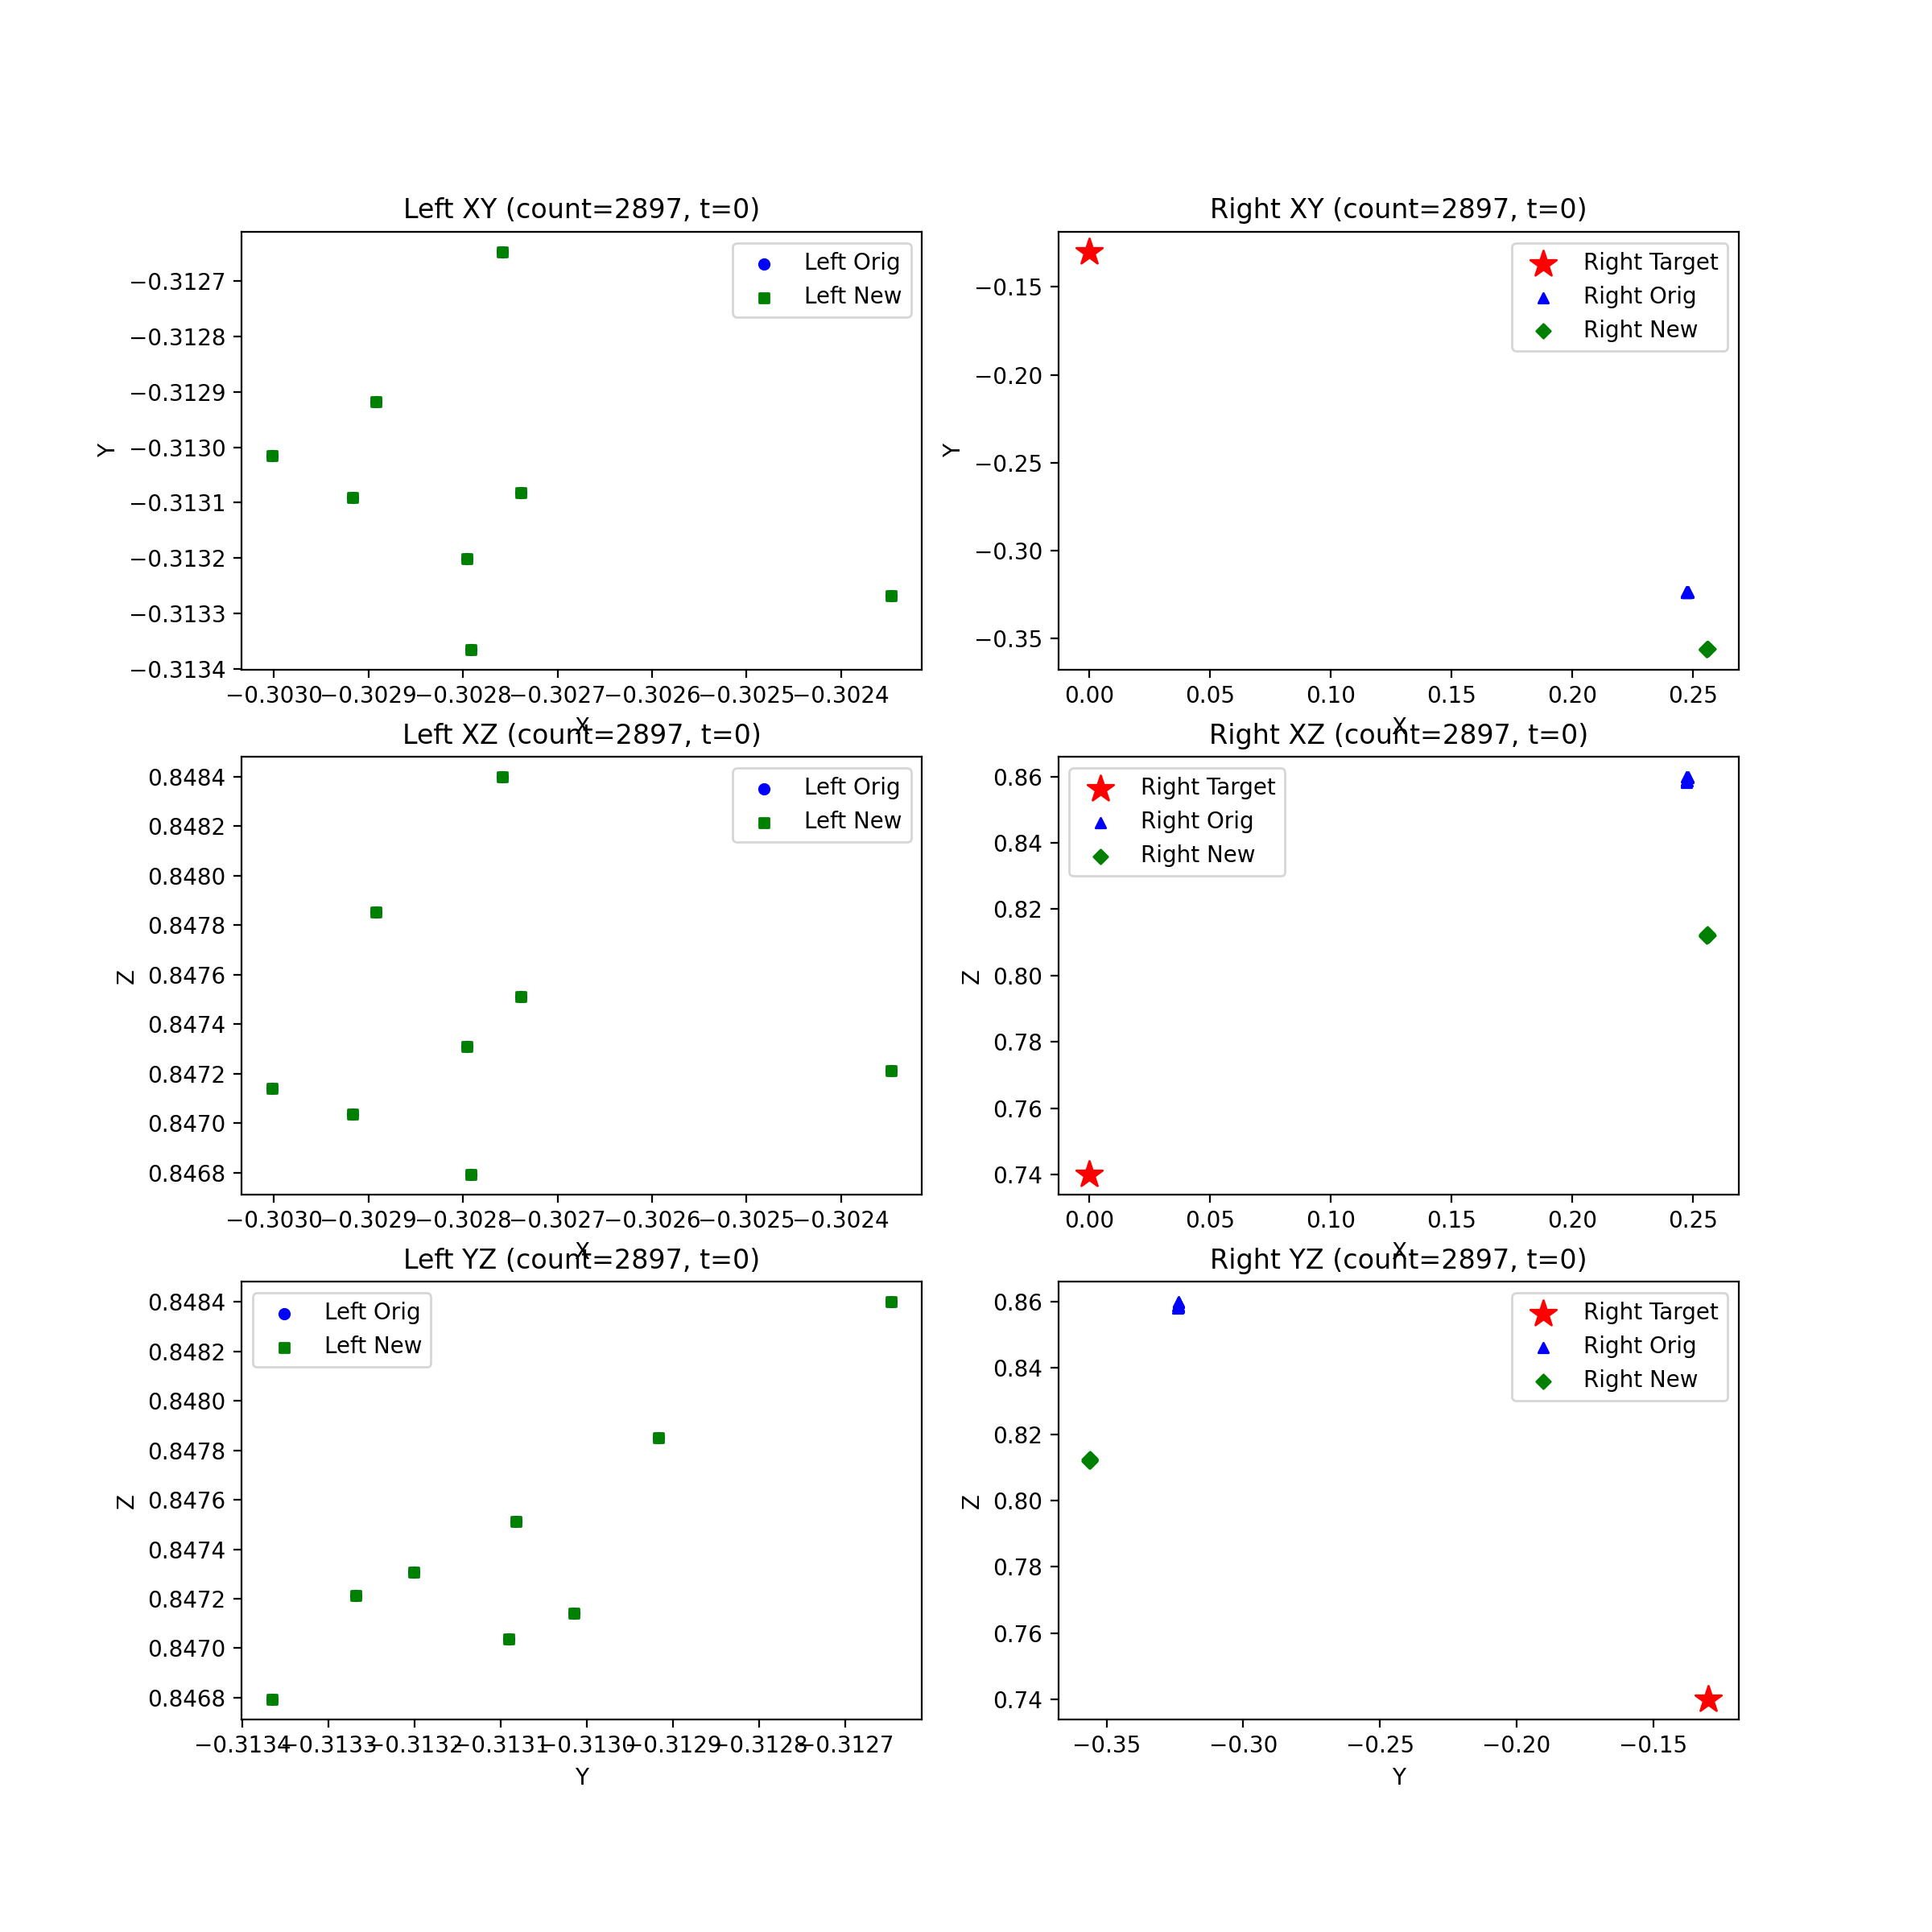 Left XY (count=2897, t=0)
Left Orig
Left New
Y
−0.3127
−0.3128
−0.3129
−0.3130
−0.3131
−0.3132
−0.3133
−0.3134
−0.3030 −0.3029 −0.3028 −0.3027 −0.3026 −0.3025 −0.3024
X
Right XY (count=2897, t=0)
Right Target
Right Orig
Right New
Y
−0.15
−0.20
−0.25
−0.30
−0.35
0.00 0.05 0.10 0.15 0.20 0.25
X
Left XZ (count=2897, t=0)
Left Orig
Left New
Z
0.8484
0.8482
0.8480
0.8478
0.8476
0.8474
0.8472
0.8470
0.8468
−0.3030 −0.3029 −0.3028 −0.3027 −0.3026 −0.3025 −0.3024
X
Right XZ (count=2897, t=0)
Right Target
Right Orig
Right New
Z
0.86
0.84
0.82
0.80
0.78
0.76
0.74
0.00 0.05 0.10 0.15 0.20 0.25
X
Left YZ (count=2897, t=0)
Left Orig
Left New
Z
0.8484
0.8482
0.8480
0.8478
0.8476
0.8474
0.8472
0.8470
0.8468
−0.3134 −0.3133 −0.3132 −0.3131 −0.3130 −0.3129 −0.3128 −0.3127
Y
Right YZ (count=2897, t=0)
Right Target
Right Orig
Right New
Z
0.86
0.84
0.82
0.80
0.78
0.76
0.74
−0.35 −0.30 −0.25 −0.20 −0.15
Y